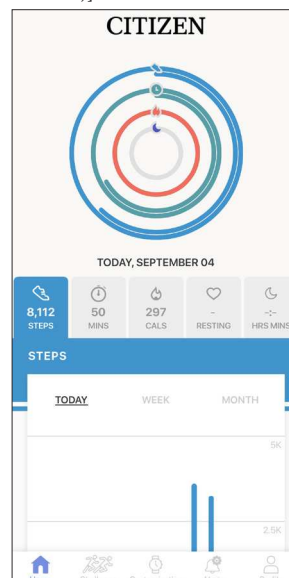 CITIZEN
TODAY, SEPTEMBER 04
8,112 50 297 - -:-
STEPS MINS CALS RESTING HRS MINS
STEPS
TODAY WEEK MONTH
5K
2.5K